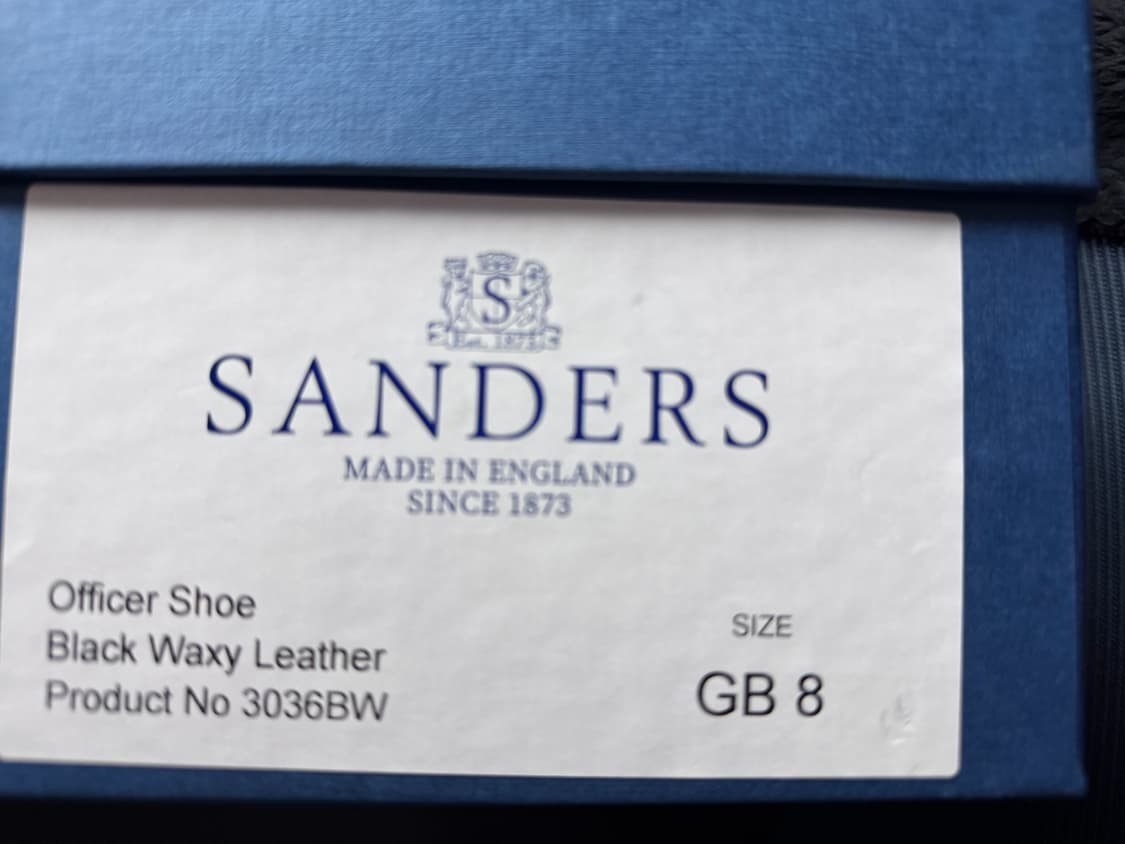 S
Est. 1873
SANDERS
MADE IN ENGLAND
SINCE 1873
Officer Shoe
Black Waxy Leather
Product No 3036BW
SIZE
GB 8